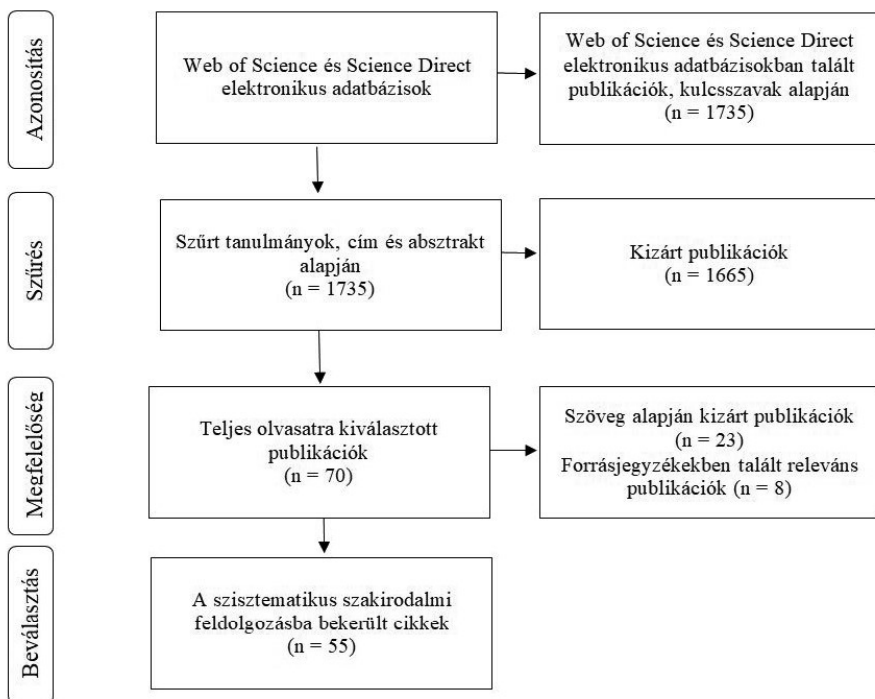 Azonosítás
Web of Science és Science Direct
elektronikus adatbázisok
Web of Science és Science Direct
elektronikus adatbázisokban talált
publikációk, kulcsszavak alapján
(n = 1735)
Szűrés
Szűrt tanulmányok, cím és absztrakt
alapján
(n = 1735)
Kizárt publikációk
(n = 1665)
Megfelelőség
Teljes olvasatra kiválasztott
publikációk
(n = 70)
Szöveg alapján kizárt publikációk
(n = 23)
Forrásjegyzékekben talált releváns
publikációk (n = 8)
Beválasztás
A szisztematikus szakirodalmi
feldolgozásba bekerült cikkek
(n = 55)